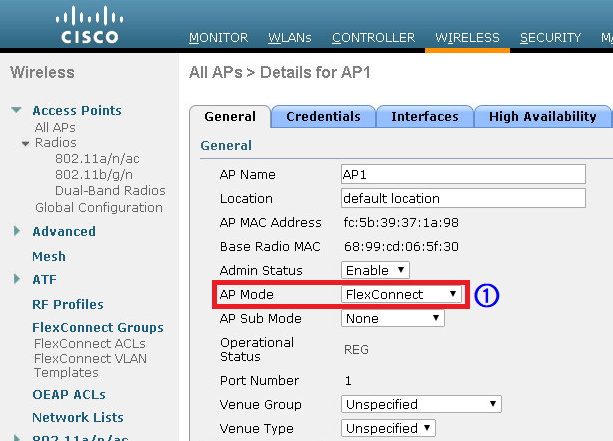 CISCO
MONITOR WLANs CONTROLLER WIRELESS SECURITY
Wireless
Access Points
All APs
Radios
802.11a/n/ac
802.11b/g/n
Dual-Band Radios
Global Configuration
Advanced
Mesh
ATF
RF Profiles
FlexConnect Groups
FlexConnect ACLs
FlexConnect VLAN
Templates
OEAP ACLs
Network Lists
802.11a/n/ac
All APs > Details for AP1
General Credentials Interfaces High Availability
General
AP Name AP1
Location default location
AP MAC Address fc:5b:39:37:1a:98
Base Radio MAC 68:99:cd:06:5f:30
Admin Status Enable
AP Mode FlexConnect ①
AP Sub Mode None
Operational
Status REG
Port Number 1
Venue Group Unspecified
Venue Type Unspecified